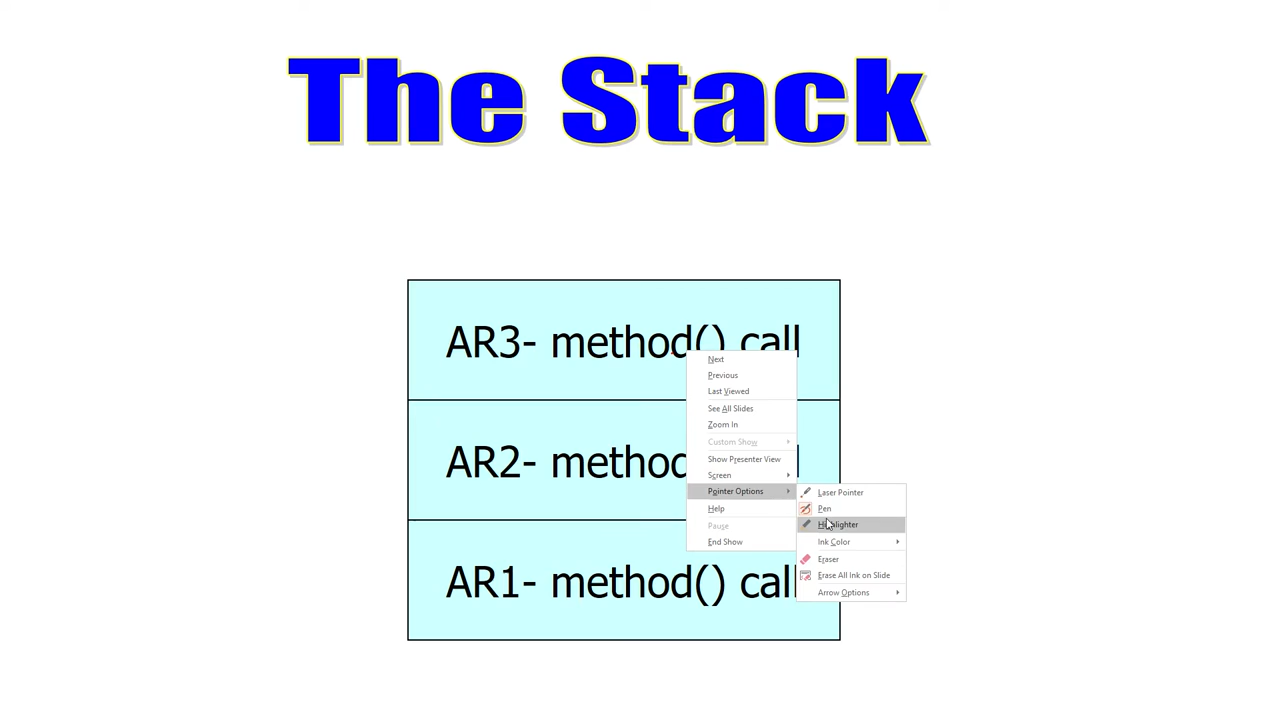 The Stack
AR3- method() call
Next
Previous
Last Viewed
See All Slides
Zoom In
Custom Show
AR2-
Show Presenter View
Screen
Pointer Options
Help
Pause
End Show
Laser Pointer
Pen
Highlighter
Ink Color
Eraser
Erase All Ink on Slide
Arrow Options
AR1- method() call